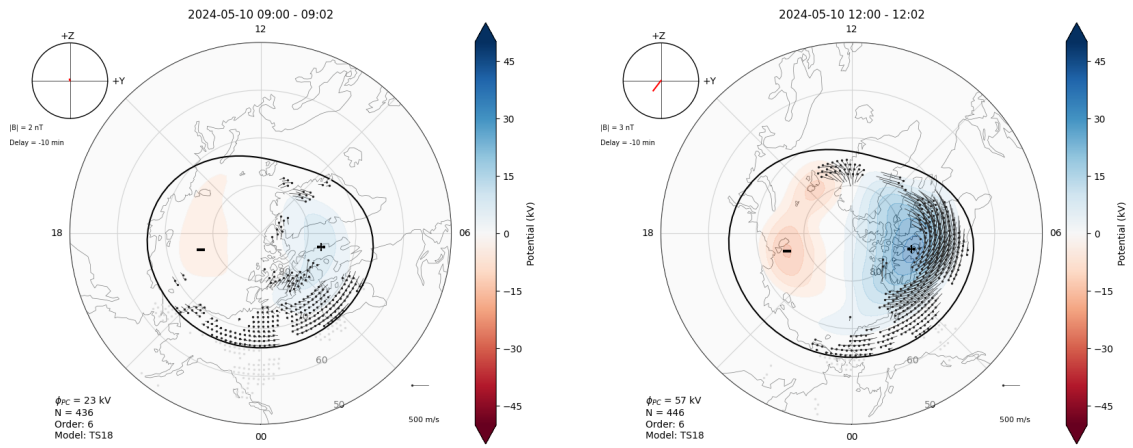 2024-05-10 09:00 - 09:02
12
+Z
+Y
|B| = 2 nT
Delay = -10 min
18
06
60
50
ϕPC = 23 kV
N = 436
Order: 6
Model: TS18
00
500 m/s
45
30
15
0
-15
-30
-45
Potential (kV)
2024-05-10 12:00 - 12:02
12
+Z
+Y
|B| = 3 nT
Delay = -10 min
18
06
80
60
50
ϕPC = 57 kV
N = 446
Order: 6
Model: TS18
00
500 m/s
45
30
15
0
-15
-30
-45
Potential (kV)